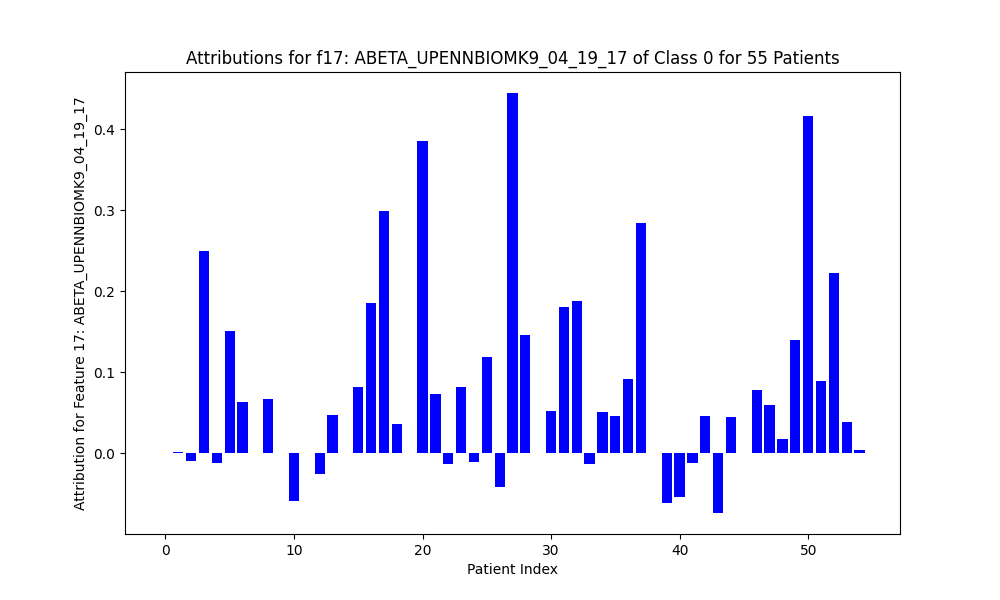 Attributions for f17: ABETA_UPENNBIOMK9_04_19_17 of Class 0 for 55 Patients
Attribution for Feature 17: ABETA_UPENNBIOMK9_04_19_17
0.4
0.3
0.2
0.1
0.0
0 10 20 30 40 50
Patient Index